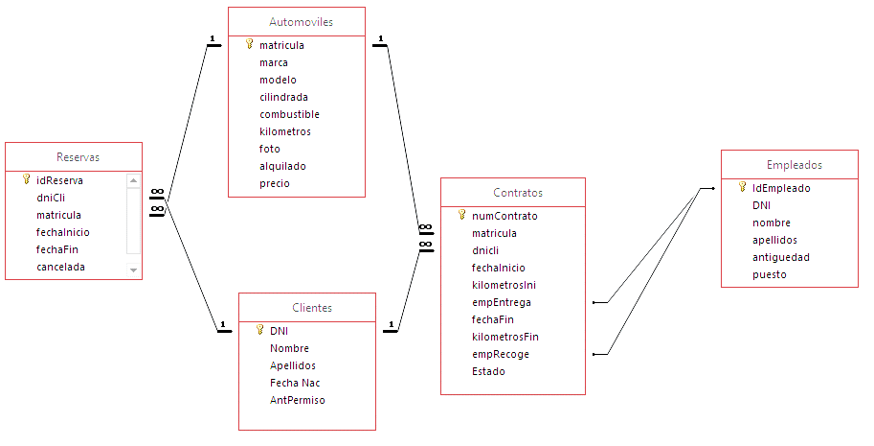 Automoviles
matricula
marca
modelo
cilindrada
combustible
kilometros
foto
alquilado
precio
Reservas
idReserva
dniCli
matricula
fechaInicio
fechaFin
cancelada
Clientes
DNI
Nombre
Apellidos
Fecha Nac
AntPermiso
Contratos
numContrato
matricula
dnicli
fechaInicio
kilometrosIni
empEntrega
fechaFin
kilometrosFin
empRecoge
Estado
Empleados
IdEmpleado
DNI
nombre
apellidos
antiguedad
puesto
1
1
∞
∞
1
1
∞
∞